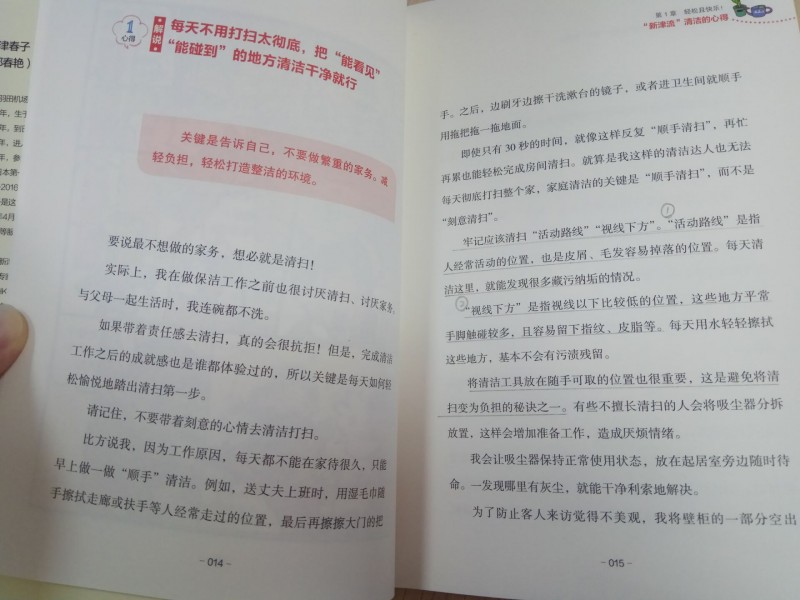 津春子
郭春艳）
羽田机场
1
心得
解说
每天不用打扫太彻底，把“能看见”
“能碰到”的地方清洁干净就行
关键是告诉自己，不要做繁重的家务。减
轻负担，轻松打造整洁的环境。
要说最不想做的家务，想必就是清扫！
实际上，我在做保洁工作之前也很讨厌清扫、讨厌家务，
与父母一起生活时，我连碗都不洗。
如果带着责任感去清扫，真的会很抗拒！但是，完成清洁
工作之后的成就感也是谁都体验过的，所以关键是每天如何轻
松愉悦地踏出清扫第一步。
请记住，不要带着刻意的心情去清洁打扫。
比方说我，因为工作原因，每天都不能在家待很久，只能
早上做一做“顺手”清洁。例如，送丈夫上班时，用湿毛巾随
手擦拭走廊或扶手等人经常走过的位置，最后再擦擦大门的把
- 014 -
第 1 章 轻松且快乐！
“新津流”清洁的心得
手。之后，边刷牙边擦干洗漱台的镜子，或者进卫生间就顺手
用拖把拖一拖地面。
即使只有 30 秒的时间，就像这样反复“顺手清扫”，再忙
再累也能轻松完成房间清扫。就算是我这样的清洁达人也无法
每天彻底打扫整个家，家庭清洁的关键是“顺手清扫”，而不是
“刻意清扫”。
①
牢记应该清扫“活动路线”“视线下方”。“活动路线”是指
人经常活动的位置，也是皮屑、毛发容易掉落的位置。每天清
洁这里，就能发现很多藏污纳垢的情况。
②
“视线下方”是指视线以下比较低的位置，这些地方平常
手脚触碰较多，且容易留下指纹、皮脂等。每天用水轻轻擦拭
这些地方，基本不会有污渍残留。
将清洁工具放在随手可取的位置也很重要，这是避免将清
扫变为负担的秘诀之一。有些不擅长清扫的人会将吸尘器分拆
放置，这样会增加准备工作，造成厌烦情绪。
我会让吸尘器保持正常使用状态，放在起居室旁边随时待
命。一发现哪里有灰尘，就能干净利索地解决。
为了防止客人来访觉得不美观，我将壁柜的一部分空出
- 015 -